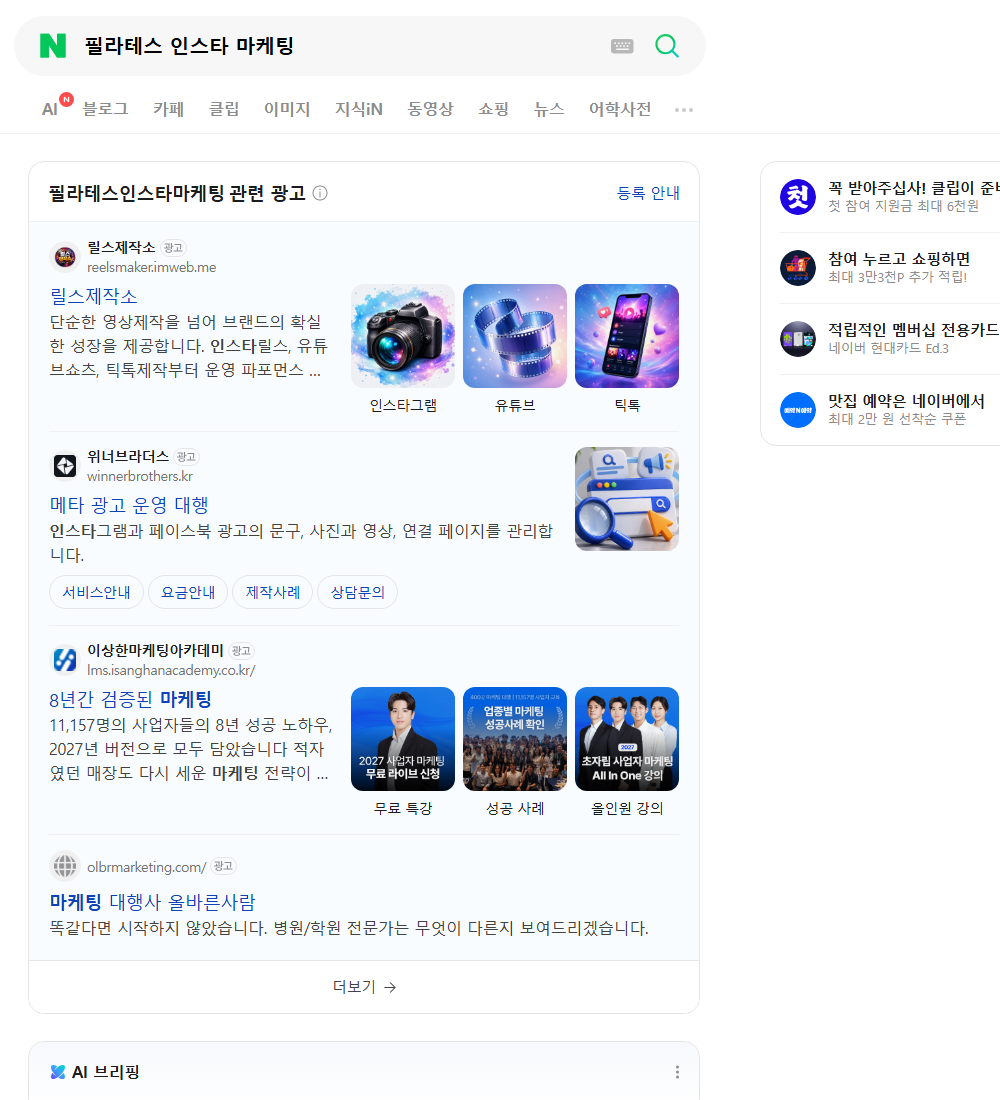 필라테스 인스타 마케팅
AI N 블로그 카페 클립 이미지 지식iN 동영상 쇼핑 뉴스 어학사전
필라테스인스타마케팅 관련 광고
등록 안내
릴스제작소 광고
reelsmaker.imweb.me
릴스제작소
단순한 영상제작을 넘어 브랜드의 확실
한 성장을 제공합니다. 인스타릴스, 유튜
브쇼츠, 틱톡제작부터 운영 파포먼스 ...
인스타그램 유튜브 틱톡
위너브라더스 광고
winnerbrothers.kr
메타 광고 운영 대행
인스타그램과 페이스북 광고의 문구, 사진과 영상, 연결 페이지를 관리합
니다.
서비스안내 요금안내 제작사례 상담문의
이상한마케팅아카데미 광고
lms.isanghanacademy.co.kr/
8년간 검증된 마케팅
11,157명의 사업자들의 8년 성공 노하우,
2027년 버전으로 모두 담았습니다 적자
였던 매장도 다시 세운 마케팅 전략이 ...
2027 사업자 마케팅
무료 라이브 신청
업종별 마케팅
성공사례 확인
2027
초자립 사업자 마케팅
All In One 강의
무료 특강 성공 사례 올인원 강의
olbrmarketing.com/ 광고
마케팅 대행사 올바른사람
똑같다면 시작하지 않았습니다. 병원/학원 전문가는 무엇이 다른지 보여드리겠습니다.
더보기 →
AI 브리핑
첫
꼭 받아주십사! 클립이 준비
첫 참여 지원금 최대 6천원
참여 누르고 쇼핑하면
최대 3만3천P 추가 적립!
적립적인 멤버십 전용카드
네이버 현대카드 Ed.3
예약 N 예약
맛집 예약은 네이버에서
최대 2만 원 선착순 쿠폰